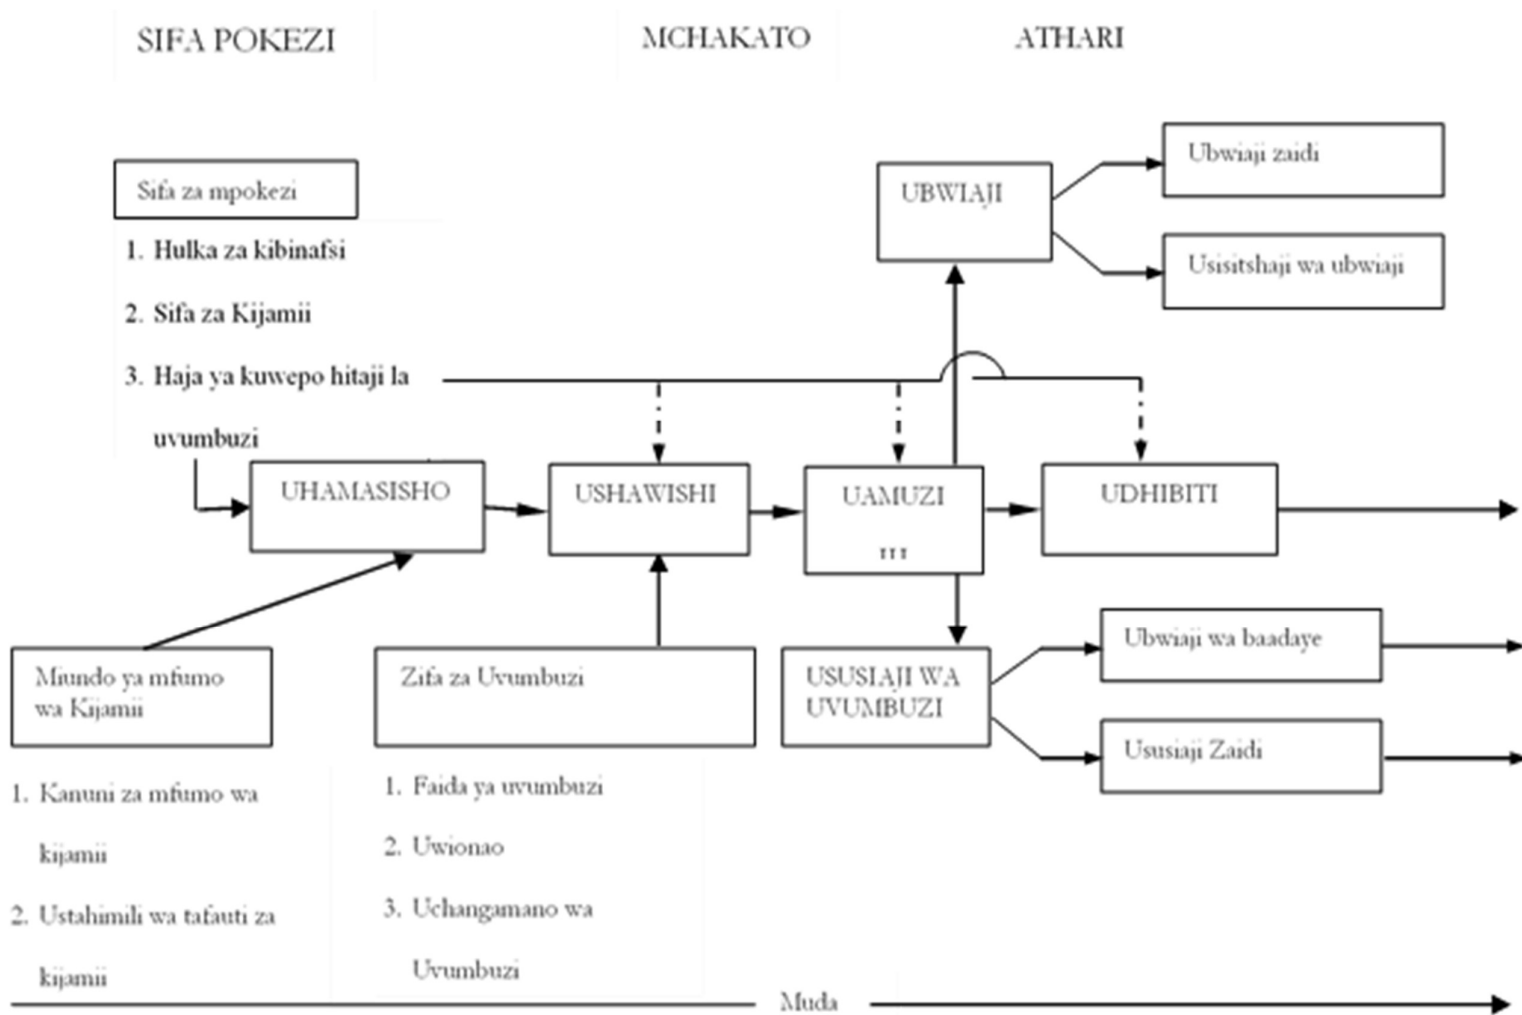 SIFA POKEZI
MCHAKATO
ATHARI
Sifa za mpokezi
1. Hulka za kibinafsi
2. Sifa za Kijamii
3. Haja ya kuwepo hitaji la
uvumbuzi
UBWIAJI
Ubwiaji zaidi
Usisitshaji wa ubwiaji
UHAMASISHO
USHAWISHI
UAMUZI
UDHIBITI
Miundo ya mfumo
wa Kijamii
1. Kanuni za mfumo wa
kijamii
2. Ustahimili wa tafauti za
kijamii
Zifa za Uvumbuzi
1. Faida ya uvumbuzi
2. Uwionao
3. Uchangamano wa
Uvumbuzi
USUSIAJI WA
UVUMBUZI
Ubwiaji wa baadaye
Ususiaji Zaidi
Muda